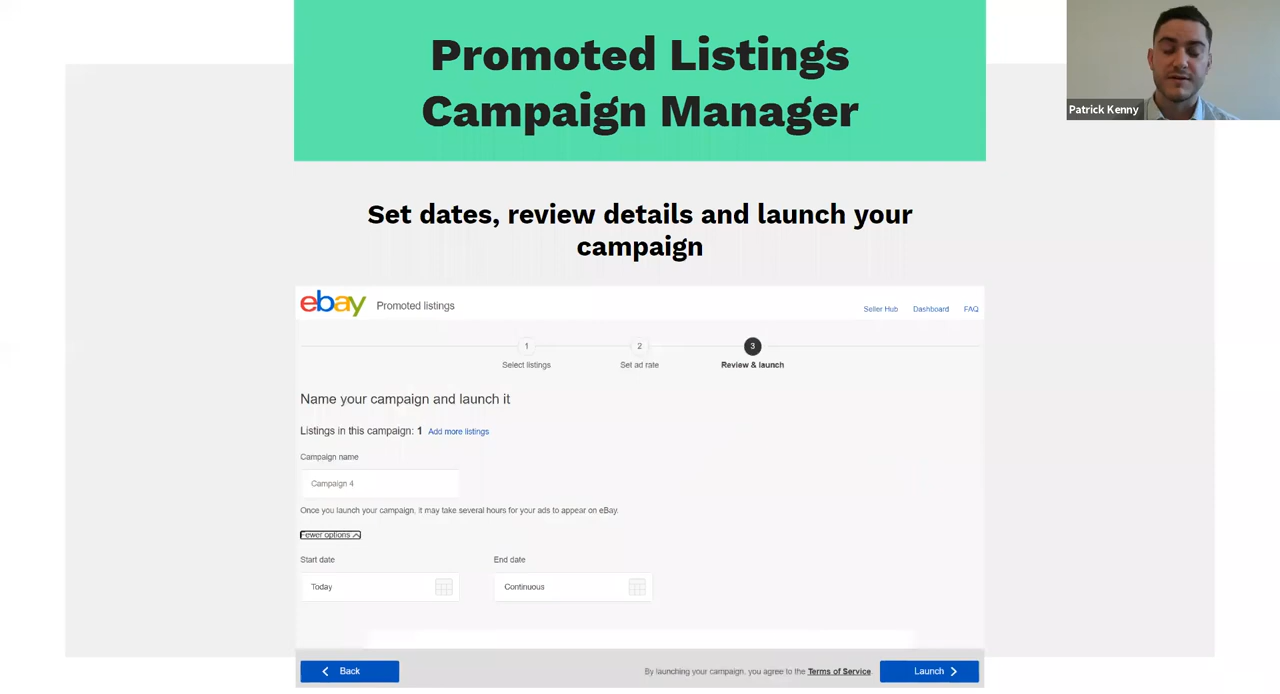 Promoted Listings
Campaign Manager
Patrick Kenny
Set dates, review details and launch your
campaign
ebay Promoted listings
Seller Hub Dashboard FAQ
1 2 3
Select listings Set ad rate Review & launch
Name your campaign and launch it
Listings in this campaign: 1 Add more listings
Campaign name
Campaign 4
Once you launch your campaign, it may take several hours for your ads to appear on eBay.
Fewer options
Start date End date
Today Continuous
Back By launching your campaign, you agree to the Terms of Service. Launch